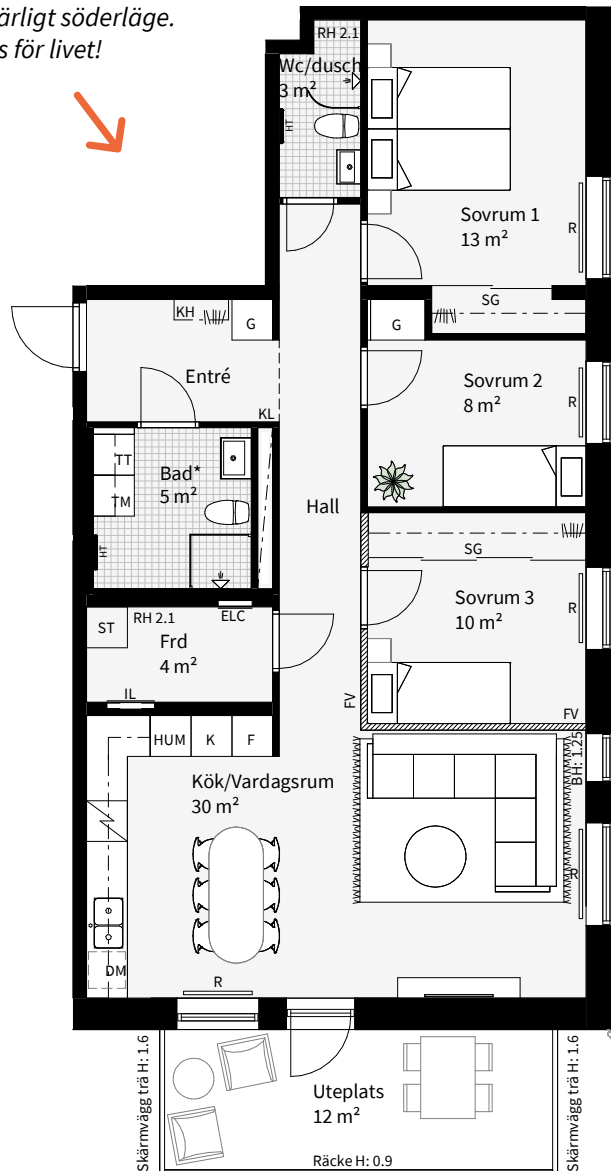 ärligt söderläge.
s för livet!
RH 2.1
Wc/dusch
3 m²
HT
Sovrum 1
13 m²
R
SG
KH
G
G
Entré
KL
Sovrum 2
8 m²
R
TT
TM
Bad*
5 m²
HT
Hall
SG
Sovrum 3
10 m²
R
ST
RH 2.1
ELC
Frd
4 m²
IL
FV
FV
HUM
K
F
BH: 1.25
Kök/Vardagsrum
30 m²
R
DM
R
Skärmvägg trä H: 1.6
Uteplats
12 m²
Skärmvägg trä H: 1.6
Räcke H: 0.9